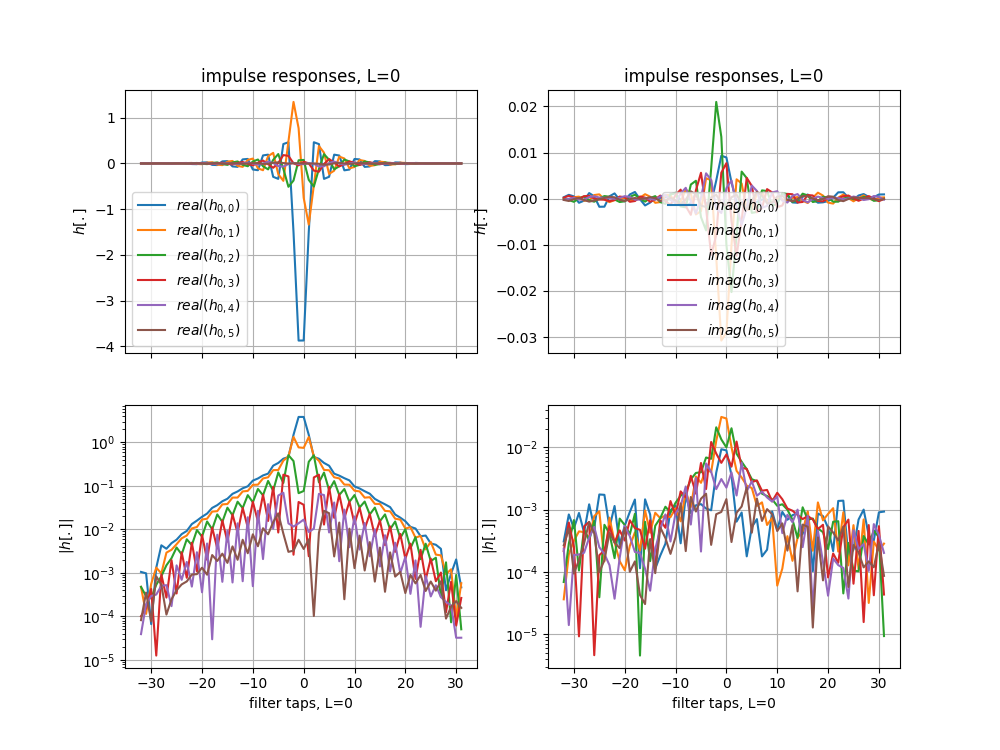 impulse responses, L=0
1
0
−1
−2
−3
−4
h[.]
real(h0,0)
real(h0,1)
real(h0,2)
real(h0,3)
real(h0,4)
real(h0,5)
impulse responses, L=0
0.02
0.01
0.00
−0.01
−0.02
−0.03
h[.]
imag(h0,0)
imag(h0,1)
imag(h0,2)
imag(h0,3)
imag(h0,4)
imag(h0,5)
10^0
10^−1
10^−2
10^−3
10^−4
10^−5
|h[.]|
−30 −20 −10 0 10 20 30
filter taps, L=0
10^−2
10^−3
10^−4
10^−5
|h[.]|
−30 −20 −10 0 10 20 30
filter taps, L=0